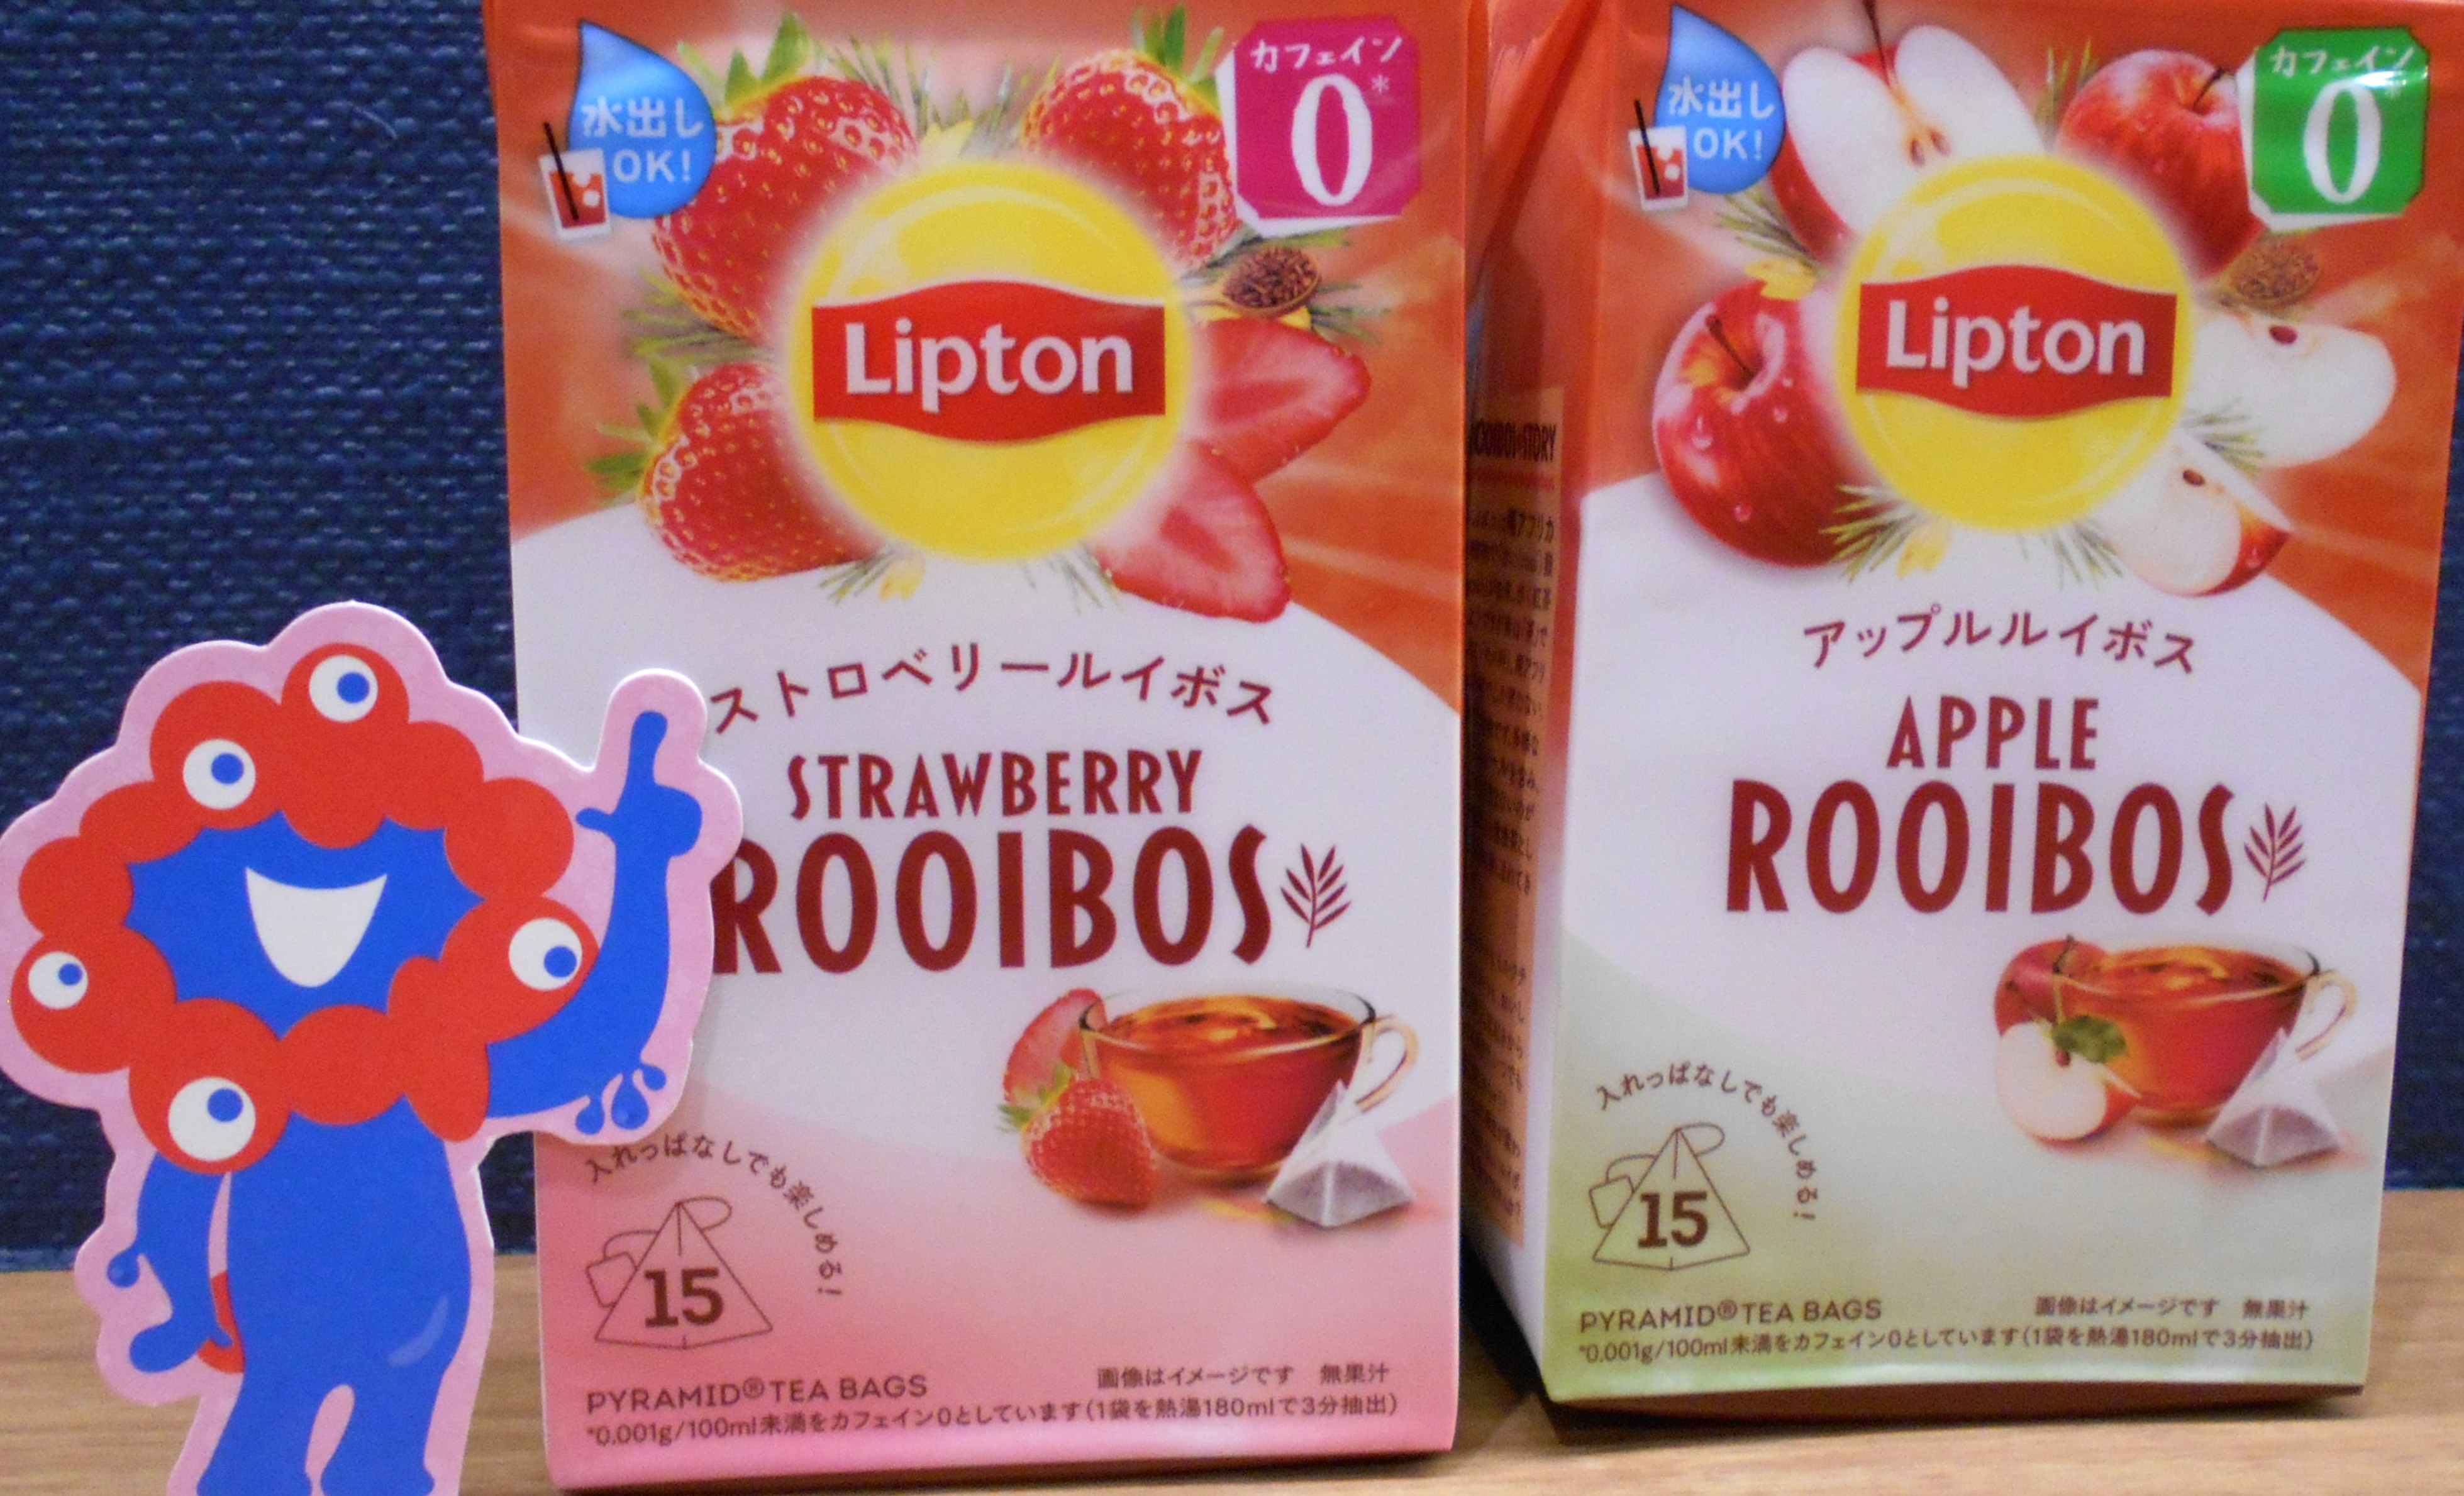 水出し
OK!
カフェイン
0*
Lipton
ストロベリールイボス
STRAWBERRY
ROOIBOS
入れっぱなしでも楽しめる!
15
PYRAMID®TEA BAGS
画像はイメージです 無果汁
*0.001g/100ml未満をカフェイン0としています(1袋を熱湯180mlで3分抽出)
水出し
OK!
カフェイン
0*
Lipton
アップルルイボス
APPLE
ROOIBOS
入れっぱなしでも楽しめる!
15
PYRAMID®TEA BAGS
画像はイメージです 無果汁
*0.001g/100ml未満をカフェイン0としています(1袋を熱湯180mlで3分抽出)